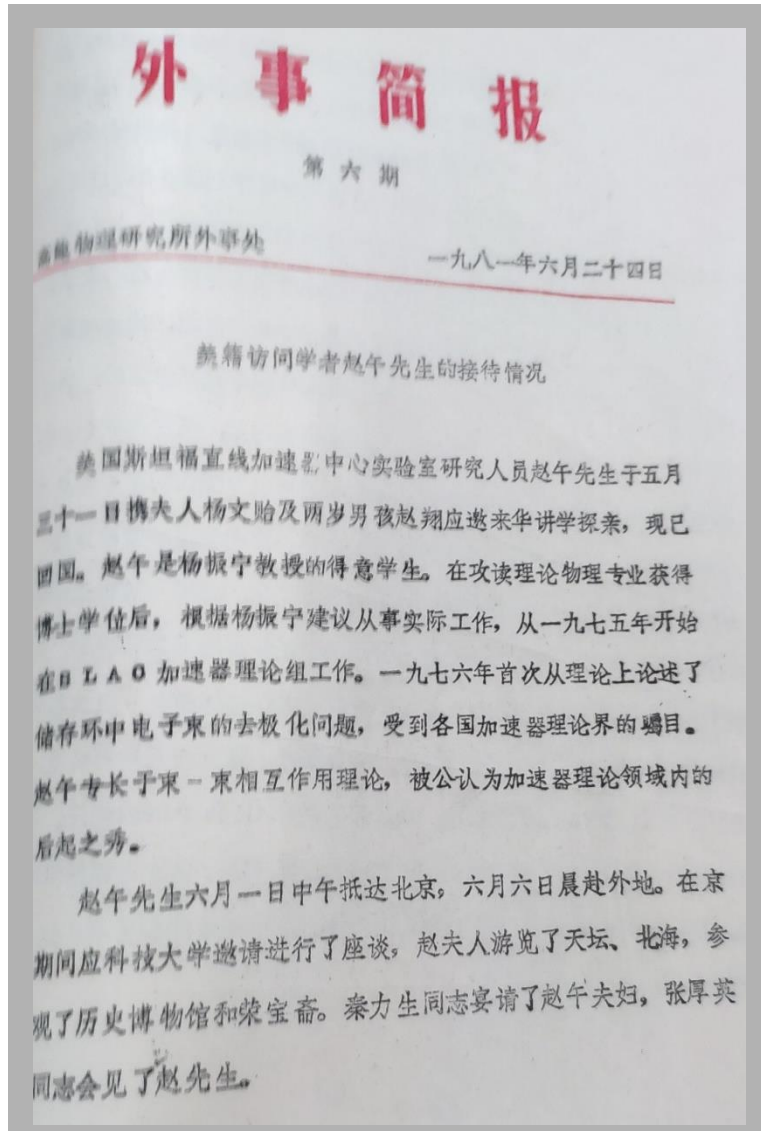 外事简报
第六期
高能物理研究所外事处 一九八一年六月二十四日
美籍访问学者赵午先生的接待情况
美国斯坦福直线加速器中心实验室研究人员赵午先生于五月
三十一日携夫人杨文贻及两岁男孩赵翔应邀来华讲学探亲，现已
回国。赵午是杨振宁教授的得意学生。在攻读理论物理专业获得
博士学位后，根据杨振宁建议从事实际工作，从一九七五年开始
在SLAC加速器理论组工作。一九七六年首次从理论上论述了
储存环中电子束的去极化问题，受到各国加速器理论界的瞩目。
赵午专长于束－束相互作用理论，被公认为加速器理论领域内的
后起之秀。
赵午先生六月一日中午抵达北京，六月六日晨赴外地。在京
期间应科技大学邀请进行了座谈，赵夫人游览了天坛、北海，参
观了历史博物馆和荣宝斋。秦力生同志宴请了赵午夫妇，张厚英
同志会见了赵先生。